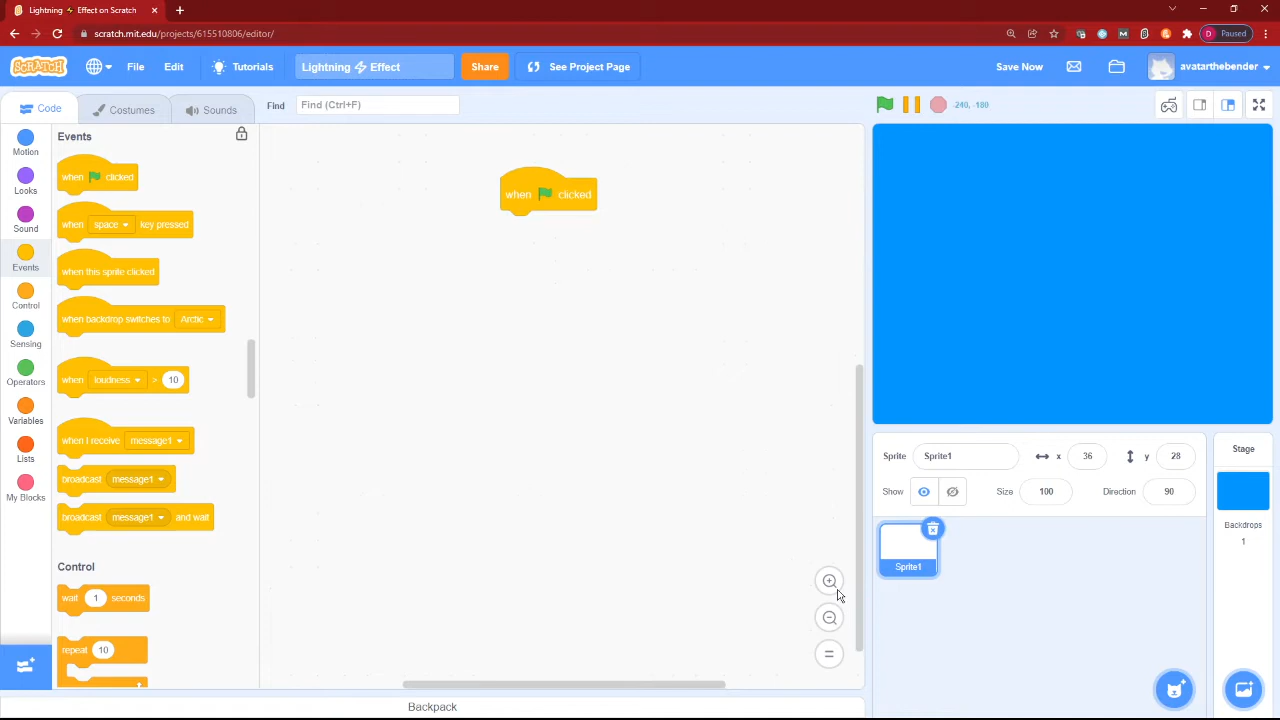 Lightning ⚡ Effect on Scratch
scratch.mit.edu/projects/615510806/editor/
D Paused
SCRATCH
File
Edit
Tutorials
Lightning ⚡ Effect
Share
See Project Page
Save Now
avatarthebender
Code
Costumes
Sounds
Find
Find (Ctrl+F)
-240, -180
Motion
Looks
Sound
Events
Control
Sensing
Operators
Variables
Lists
My Blocks
Events
when clicked
when space key pressed
when this sprite clicked
when backdrop switches to Arctic
when loudness > 10
when I receive message1
broadcast message1
broadcast message1 and wait
Control
wait 1 seconds
repeat 10
when clicked
Backpack
Sprite Sprite1 x 36 y 28
Show Size 100 Direction 90
Sprite1
Stage
Backdrops
1